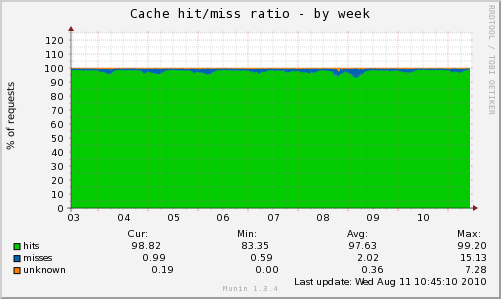 Cache hit/miss ratio - by week
RRDTOOL / TOBI OETIKER
% of requests
120
110
100
90
80
70
60
50
40
30
20
10
0
03 04 05 06 07 08 09 10
Cur: Min: Avg: Max:
hits 98.82 83.35 97.63 99.20
misses 0.99 0.59 2.02 15.13
unknown 0.19 0.00 0.36 7.28
Last update: Wed Aug 11 10:45:10 2010
Munin 1.3.4